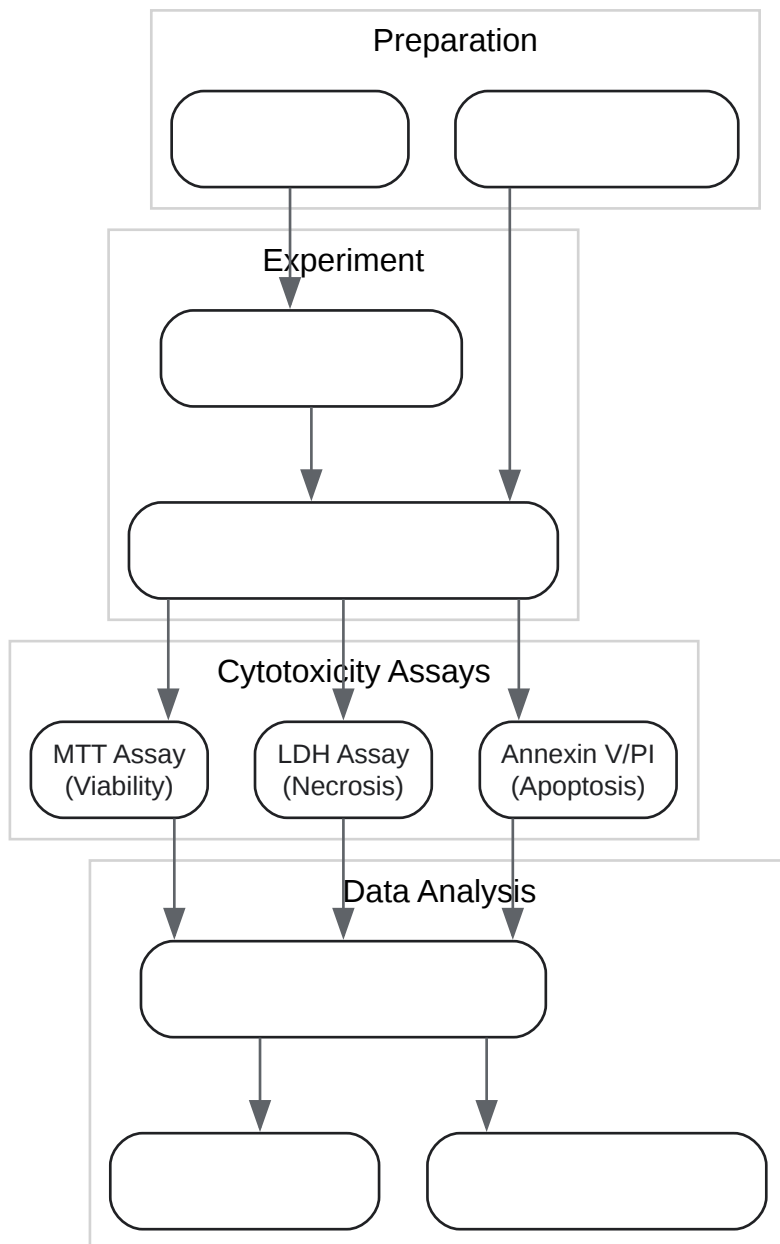 Preparation
Experiment
Cytotoxicity Assays
MTT Assay
(Viability)
LDH Assay
(Necrosis)
Annexin V/PI
(Apoptosis)
Data Analysis